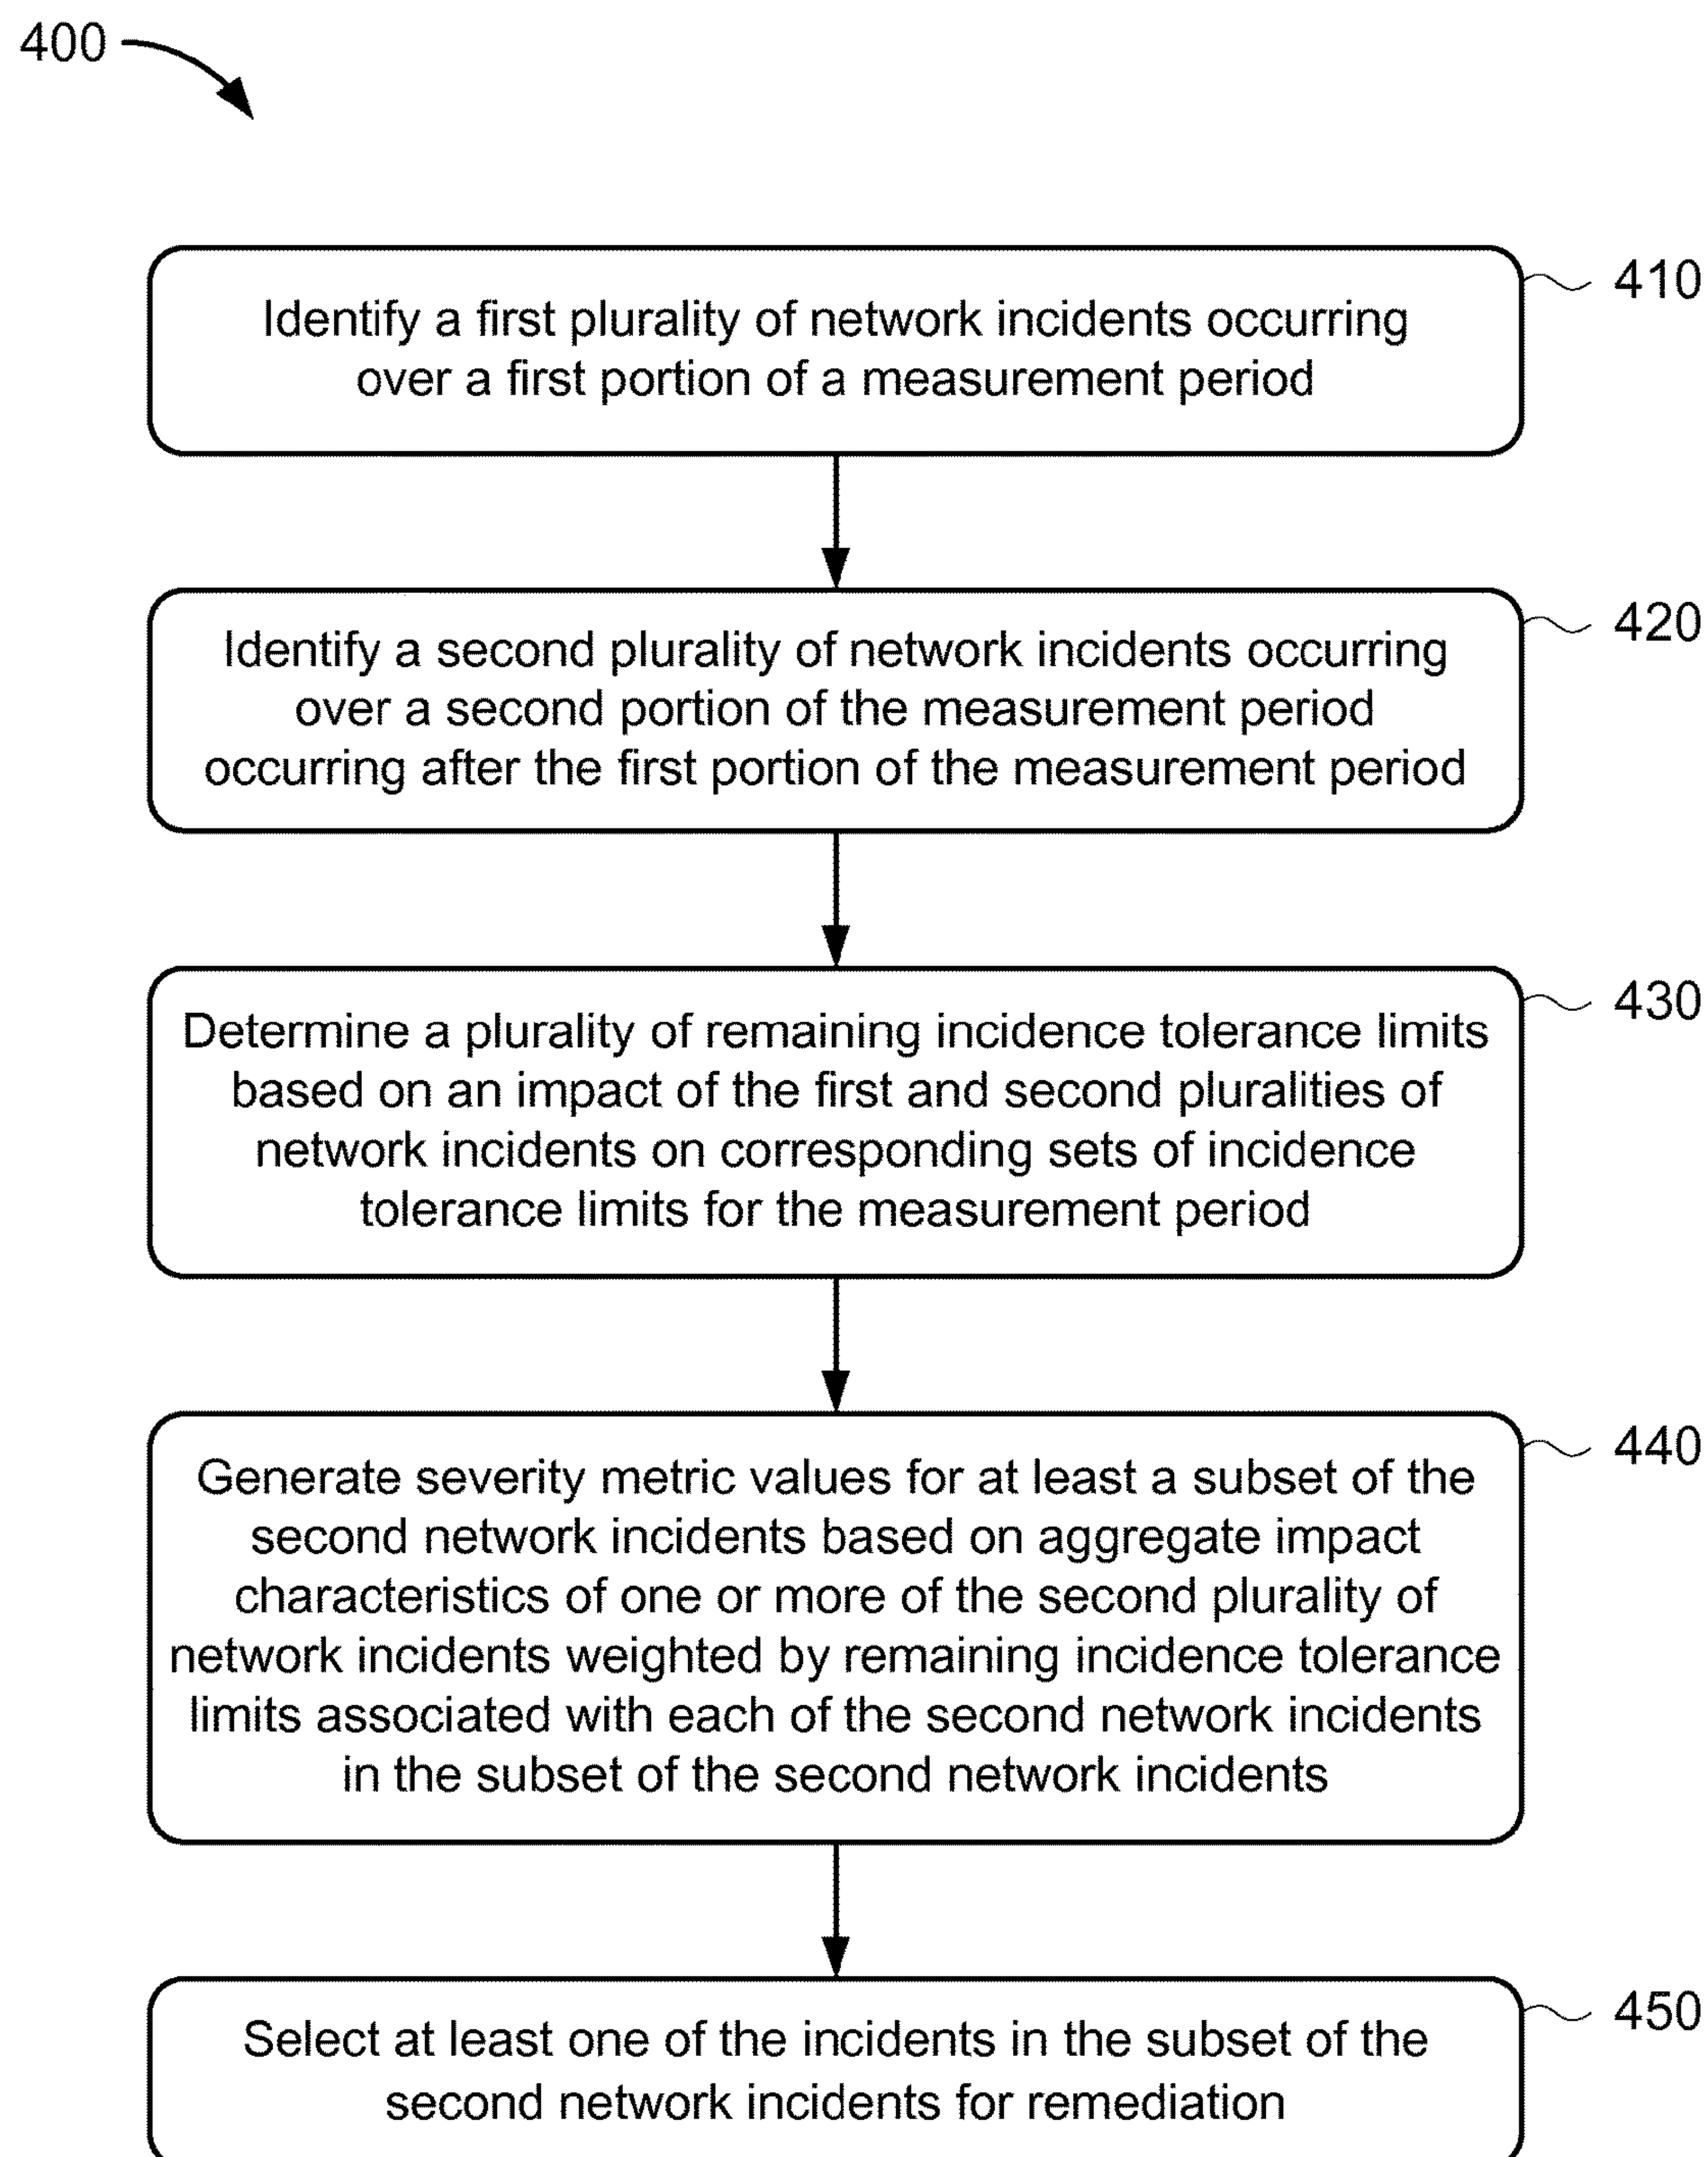 400
410
Identify a first plurality of network incidents occurring
over a first portion of a measurement period
420
Identify a second plurality of network incidents occurring
over a second portion of the measurement period
occurring after the first portion of the measurement period
430
Determine a plurality of remaining incidence tolerance limits
based on an impact of the first and second pluralities of
network incidents on corresponding sets of incidence
tolerance limits for the measurement period
440
Generate severity metric values for at least a subset of the
second network incidents based on aggregate impact
characteristics of one or more of the second plurality of
network incidents weighted by remaining incidence tolerance
limits associated with each of the second network incidents
in the subset of the second network incidents
450
Select at least one of the incidents in the subset of the
second network incidents for remediation